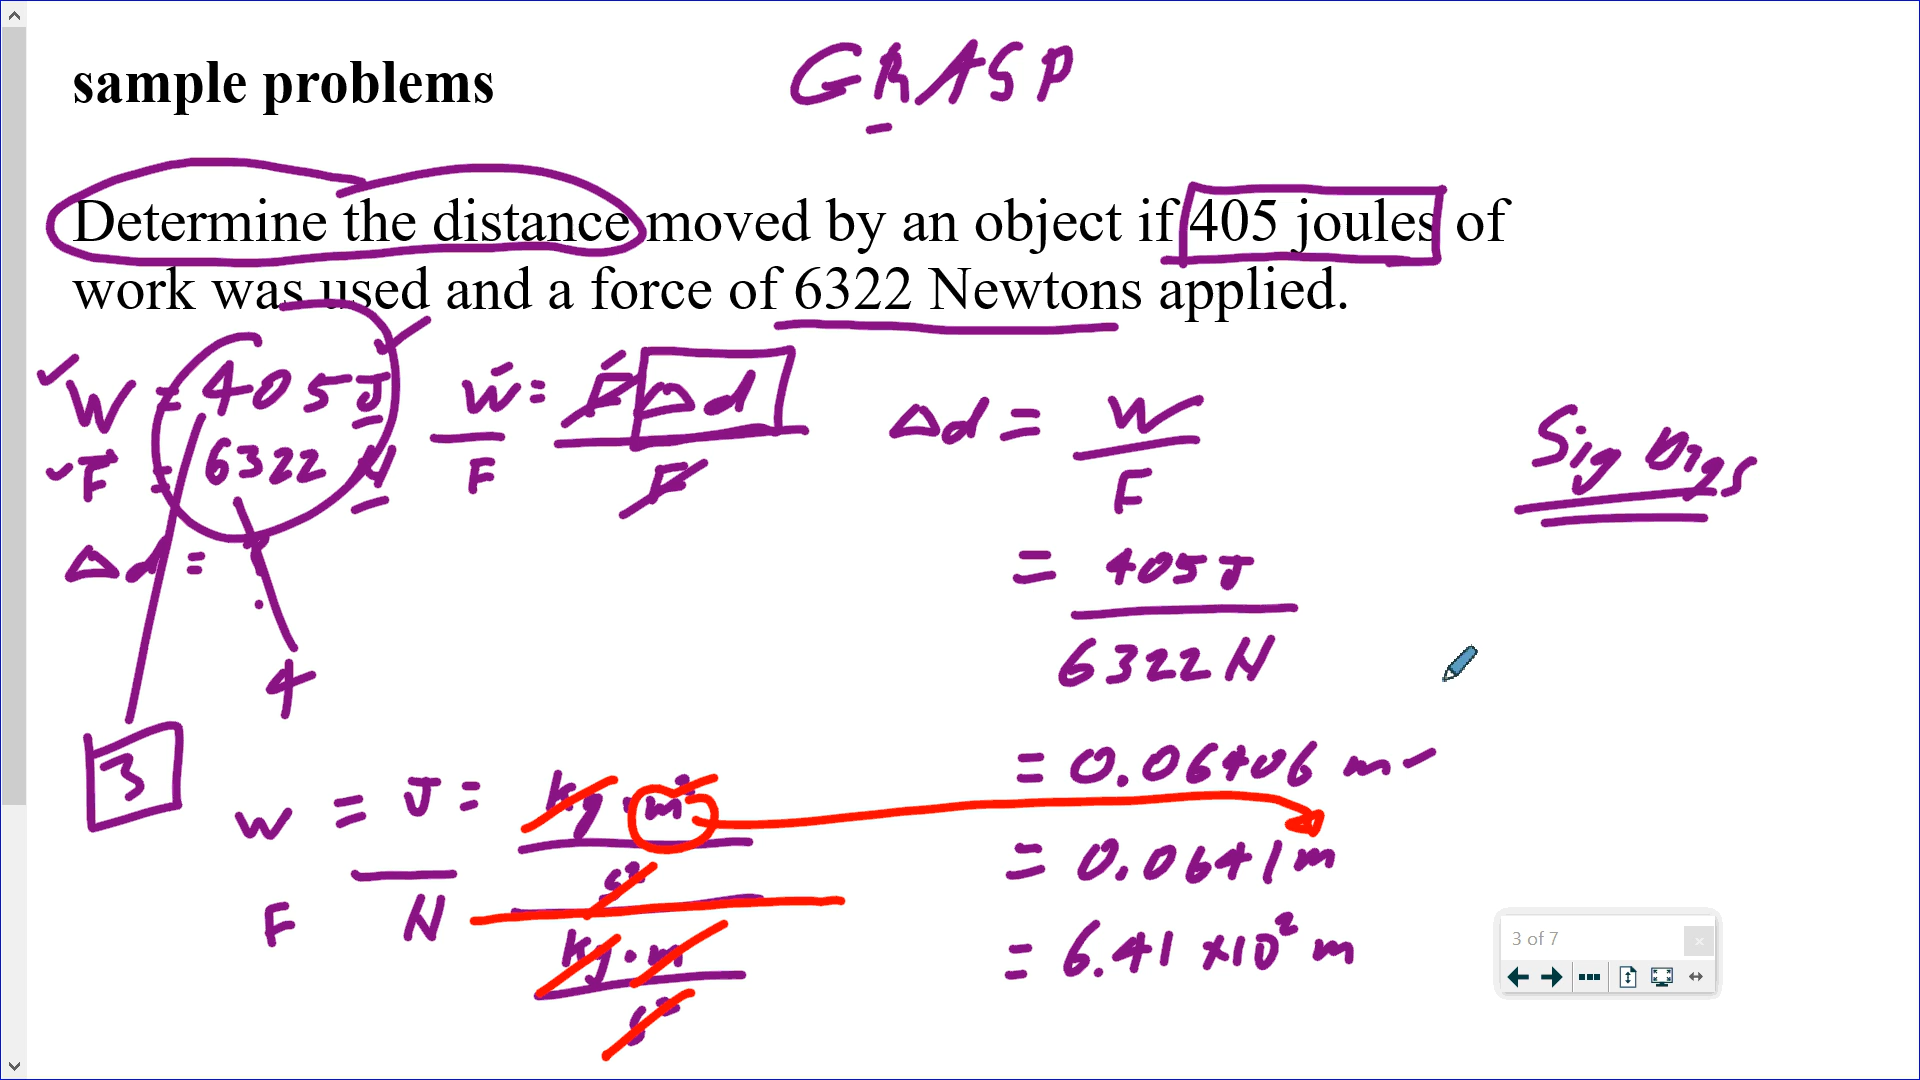 sample problems
GRASP
Determine the distance moved by an object if 405 joules of
work was used and a force of 6322 Newtons applied.
W = 405 J
F = 6322 N
Δd = ?
4
3
W/F = FΔd/F
Δd = W/F
= 405 J / 6322 N
= 0.06406 m
= 0.0641 m
= 6.41 x10² m
Sig Digs
W/F = J/N = kg·m²/s² / kg·m/s²
3 of 7